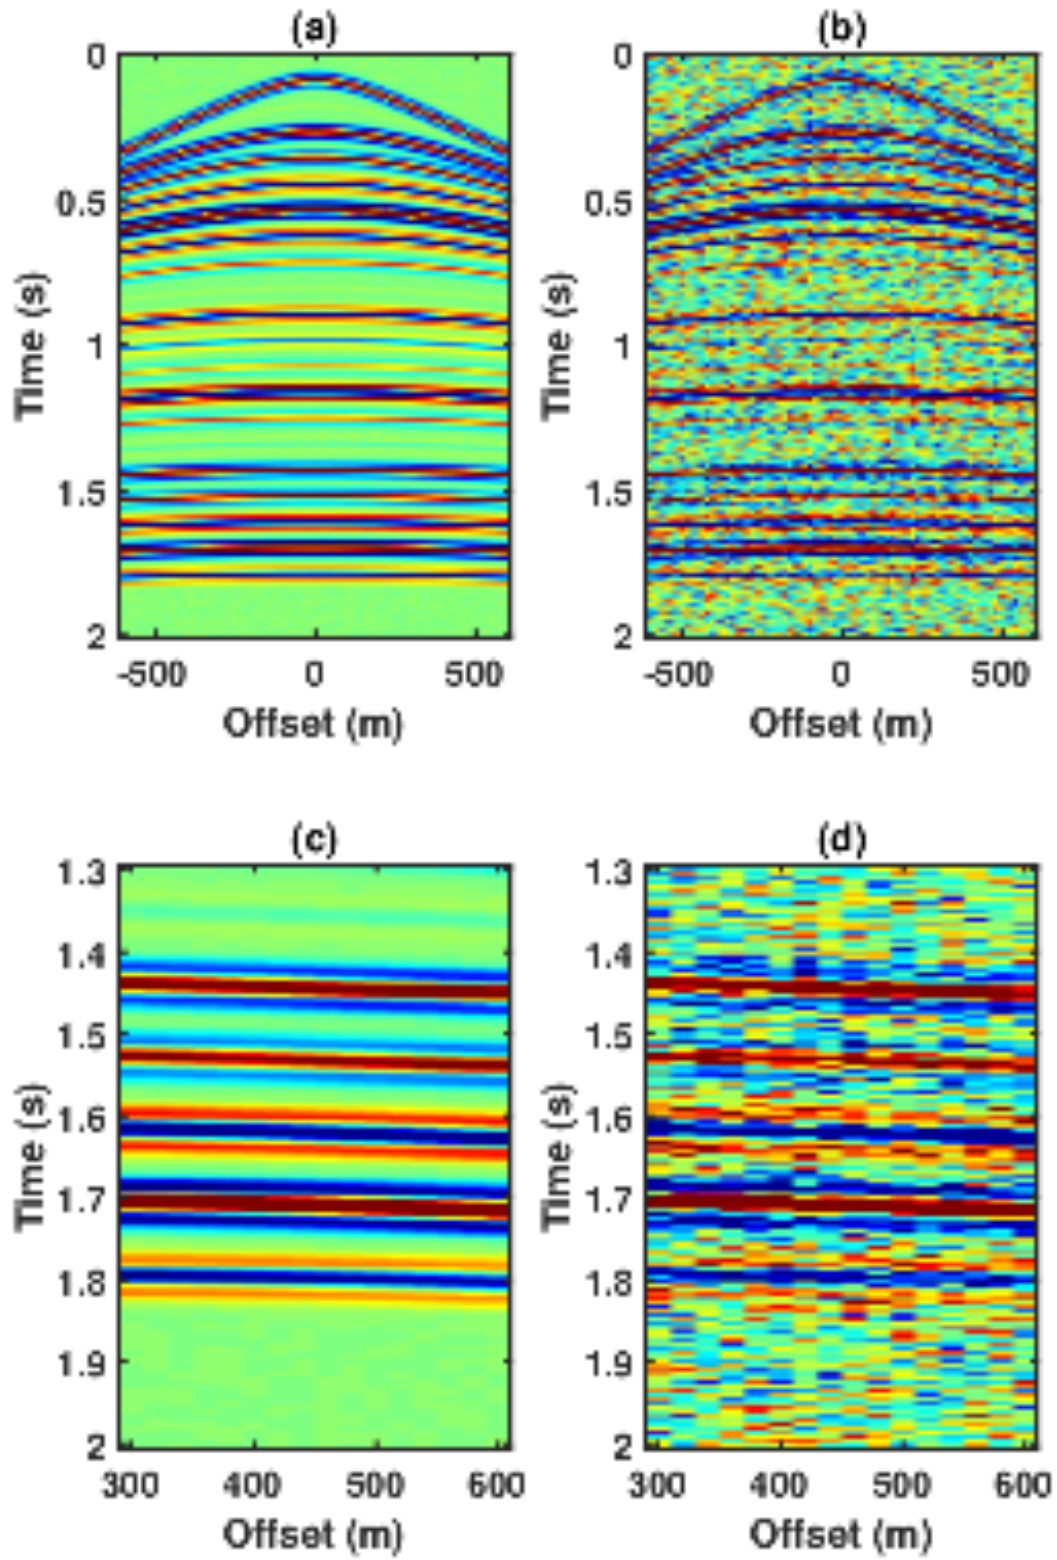 (a) (b)
0 0
0.5 0.5
1 1
1.5 1.5
2 2
Time (s) Time (s)
-500 0 500 -500 0 500
Offset (m) Offset (m)
(c) (d)
1.3 1.3
1.4 1.4
1.5 1.5
1.6 1.6
1.7 1.7
1.8 1.8
1.9 1.9
2 2
Time (s) Time (s)
300 400 500 600 300 400 500 600
Offset (m) Offset (m)